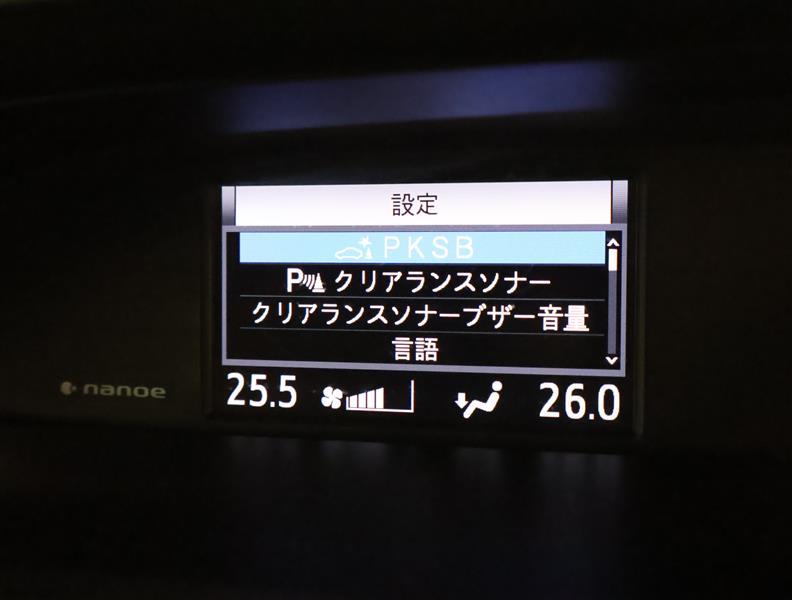 設定
PKSB
P クリアランスソナー
クリアランスソナーブザー音量
言語
25.5 26.0
nanoe